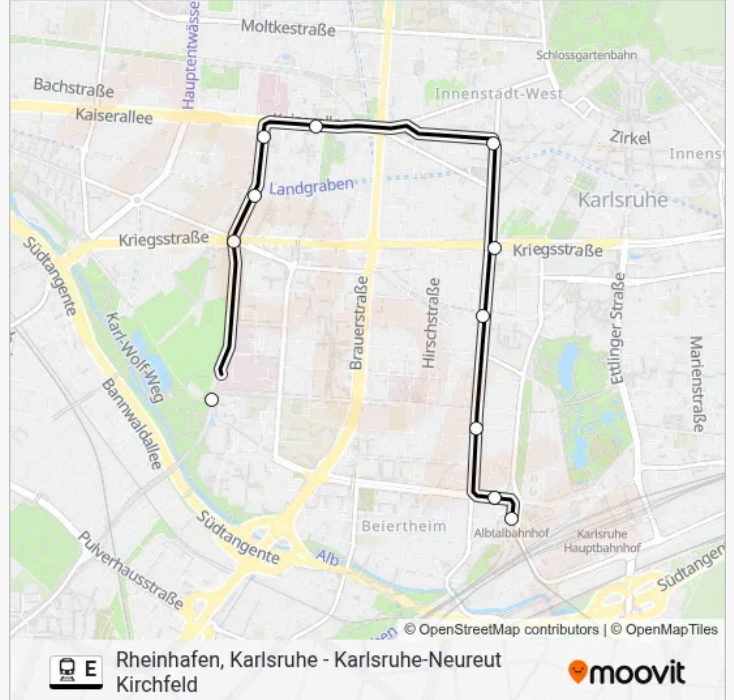 Moltkestraße
Hauptentwässe
Schlossgartenbahn
Bachstraße
Innenstadt-West
Kaiserallee
Zirkel
Innenst
Landgraben
Karlsruhe
Kriegsstraße
Kriegsstraße
Südtangente
Brauerstraße
Hirschstraße
Ettlinger Straße
Karl-Wolf-Weg
Marienstraße
Bannwaldallee
Südtangente
Beiertheim
Albtalbahnhof
Karlsruhe
Hauptbahnhof
Alb
Pulverhausstraße
Südtangen
© OpenStreetMap contributors | © OpenMapTiles
E
Rheinhafen, Karlsruhe - Karlsruhe-Neureut
Kirchfeld
moovit